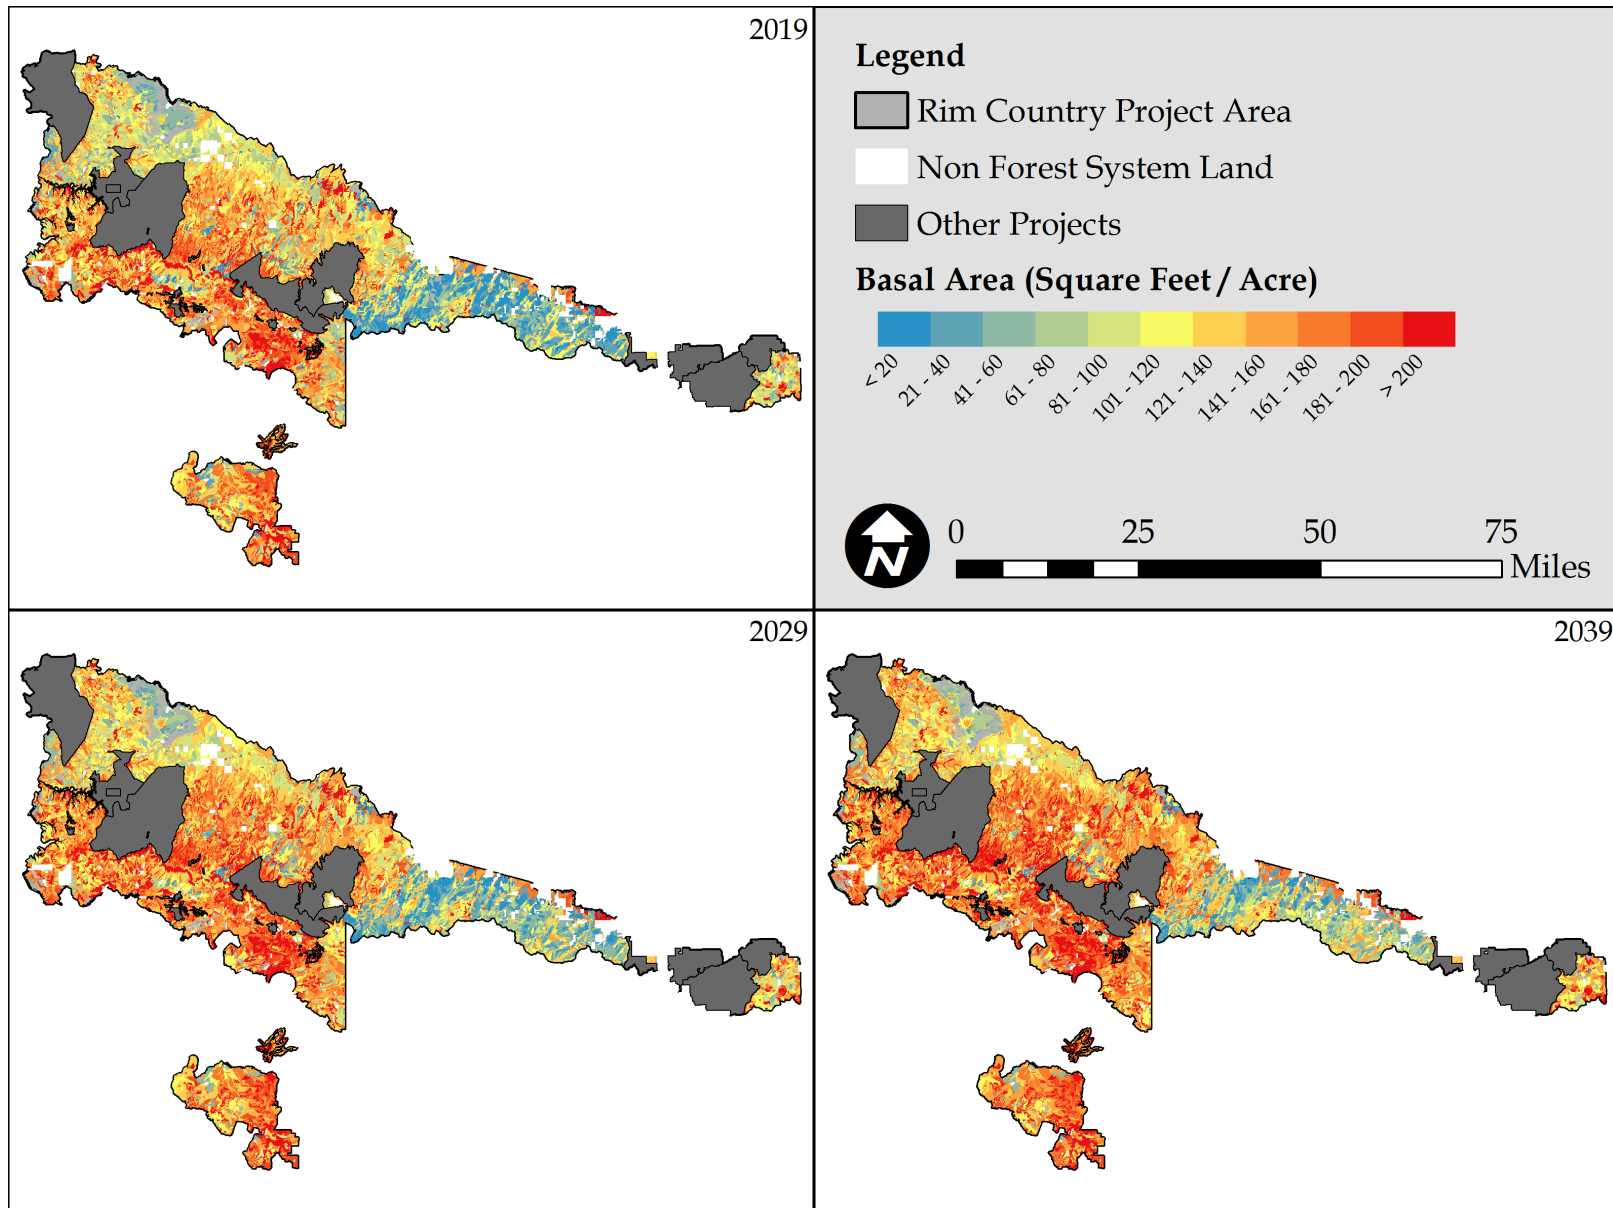 2019
Legend
Rim Country Project Area
Non Forest System Land
Other Projects
Basal Area (Square Feet / Acre)
< 20
21 - 40
41 - 60
61 - 80
81 - 100
101 - 120
121 - 140
141 - 160
161 - 180
181 - 200
> 200
N
0 25 50 75
Miles
2029
2039